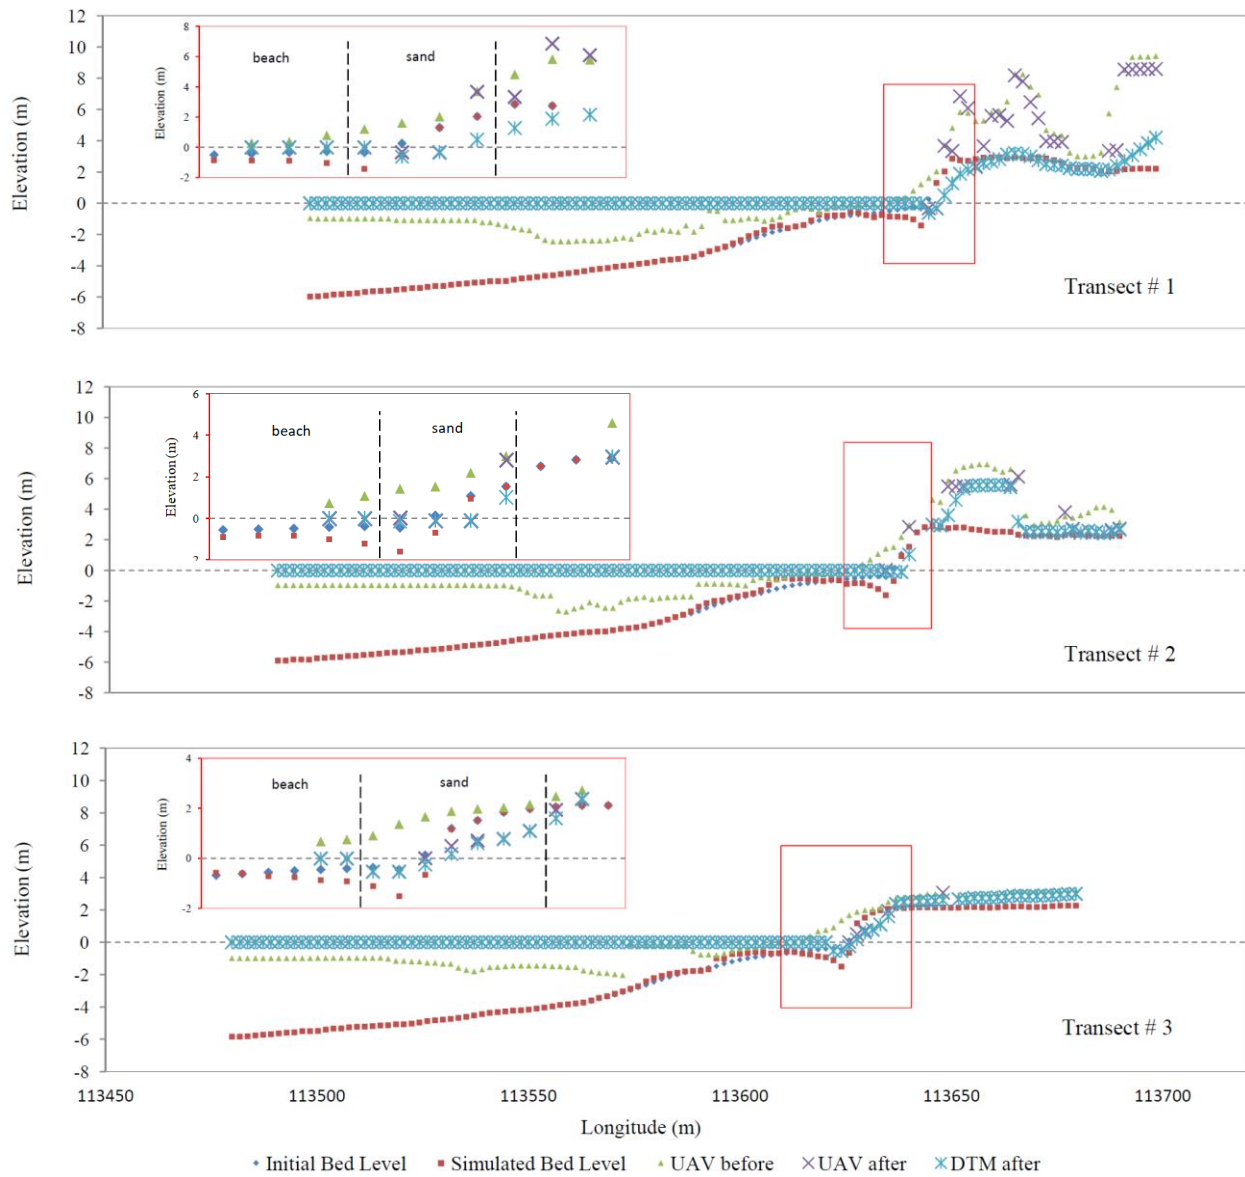 12
10
8
6
4
2
0
-2
-4
-6
-8
Elevation (m)
8
6
4
2
0
-2
Elevation (m)
beach
sand
Transect # 1
12
10
8
6
4
2
0
-2
-4
-6
-8
Elevation (m)
6
4
2
0
Elevation (m)
beach
sand
Transect # 2
12
10
8
6
4
2
0
-2
-4
-6
-8
Elevation (m)
4
2
0
-2
Elevation (m)
beach
sand
Transect # 3
113450 113500 113550 113600 113650 113700
Longitude (m)
Initial Bed Level Simulated Bed Level UAV before UAV after DTM after